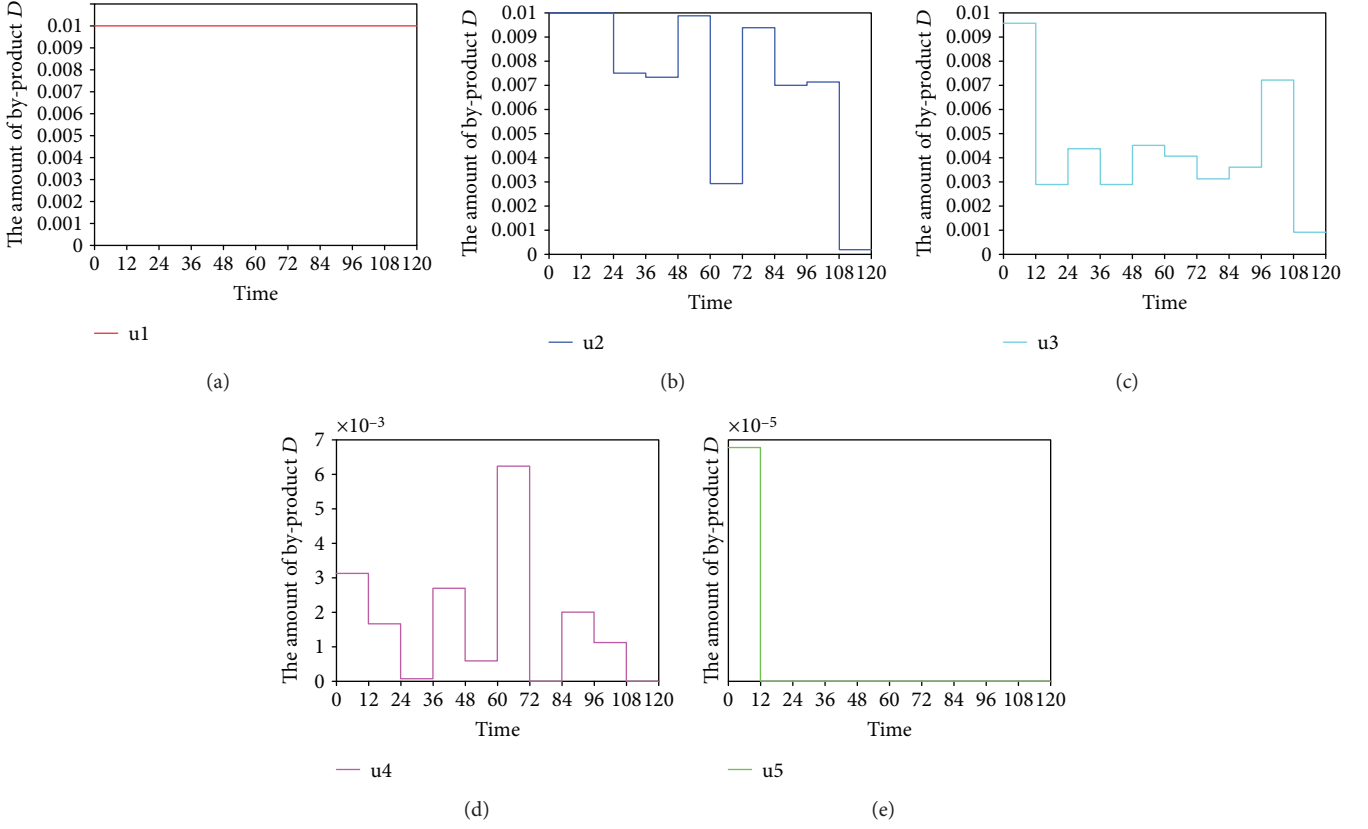 The amount of by-product D
0.01
0.009
0.008
0.007
0.006
0.005
0.004
0.003
0.002
0.001
0
0 12 24 36 48 60 72 84 96 108 120
Time
u1
(a)
The amount of by-product D
0.01
0.009
0.008
0.007
0.006
0.005
0.004
0.003
0.002
0.001
0
0 12 24 36 48 60 72 84 96 108 120
Time
u2
(b)
The amount of by-product D
0.01
0.009
0.008
0.007
0.006
0.005
0.004
0.003
0.002
0.001
0
0 12 24 36 48 60 72 84 96 108 120
Time
u3
(c)
×10–3
The amount of by-product D
7
6
5
4
3
2
1
0
0 12 24 36 48 60 72 84 96 108 120
Time
u4
(d)
×10–5
The amount of by-product D
0 12 24 36 48 60 72 84 96 108 120
Time
u5
(e)